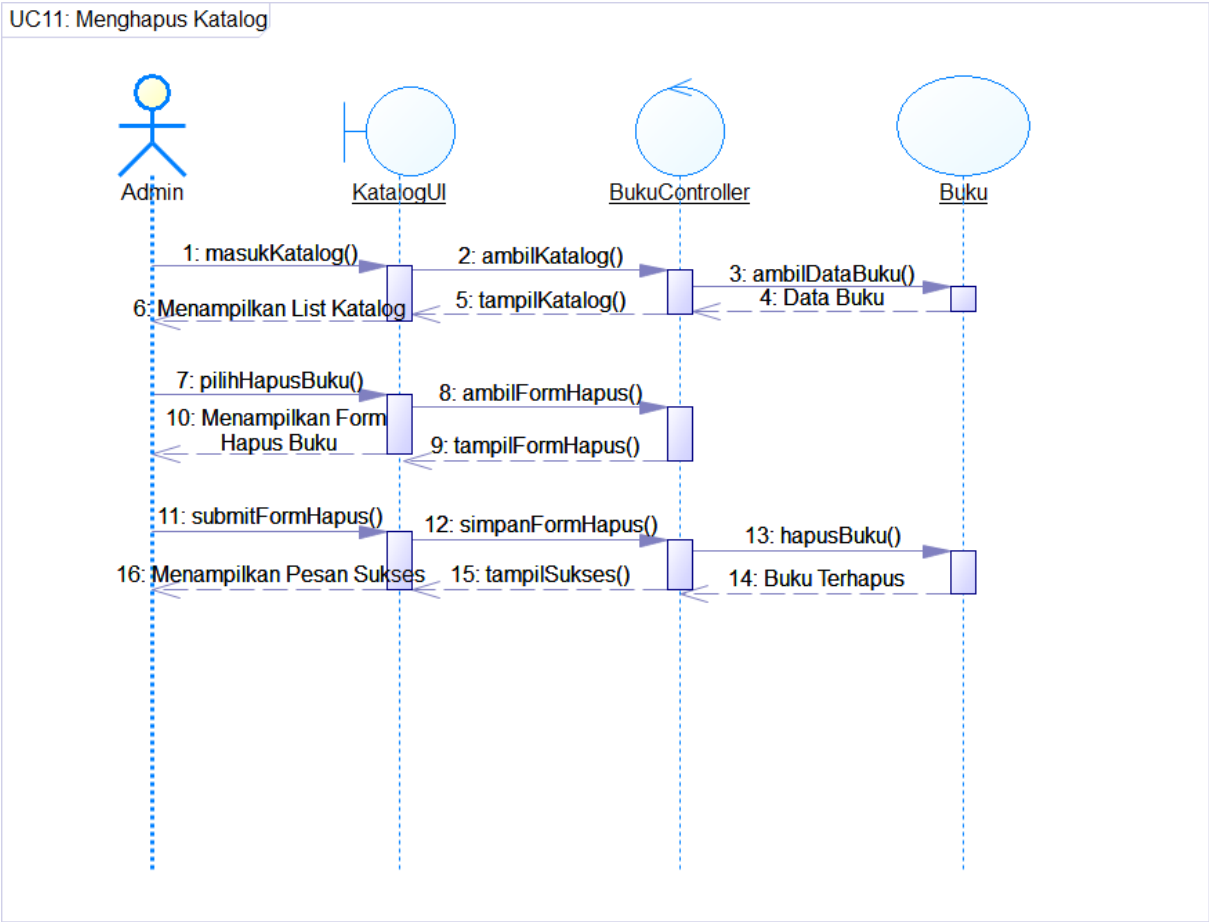 UC11: Menghapus Katalog
Admin
KatalogUI
BukuController
Buku
1: masukKatalog()
2: ambilKatalog()
3: ambilDataBuku()
4: Data Buku
5: tampilKatalog()
6: Menampilkan List Katalog
7: pilihHapusBuku()
8: ambilFormHapus()
9: tampilFormHapus()
10: Menampilkan Form
Hapus Buku
11: submitFormHapus()
12: simpanFormHapus()
13: hapusBuku()
14: Buku Terhapus
15: tampilSukses()
16: Menampilkan Pesan Sukses